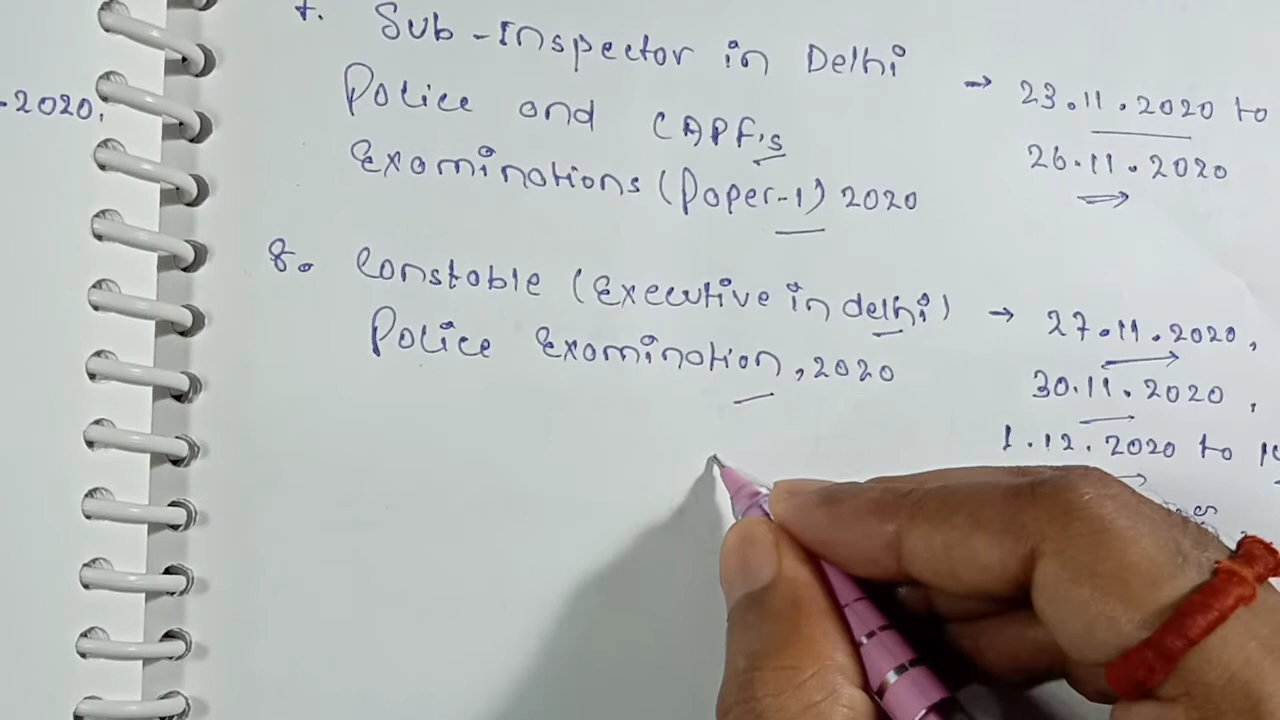 -2020.
7. Sub-Inspector in Delhi
Police and CAPF's
Examinations (Paper-1) 2020
→ 23.11.2020 to
26.11.2020
8. Constable (Executive in delhi)
Police Examination, 2020
→ 27.11.2020,
30.11.2020,
1.12.2020 to